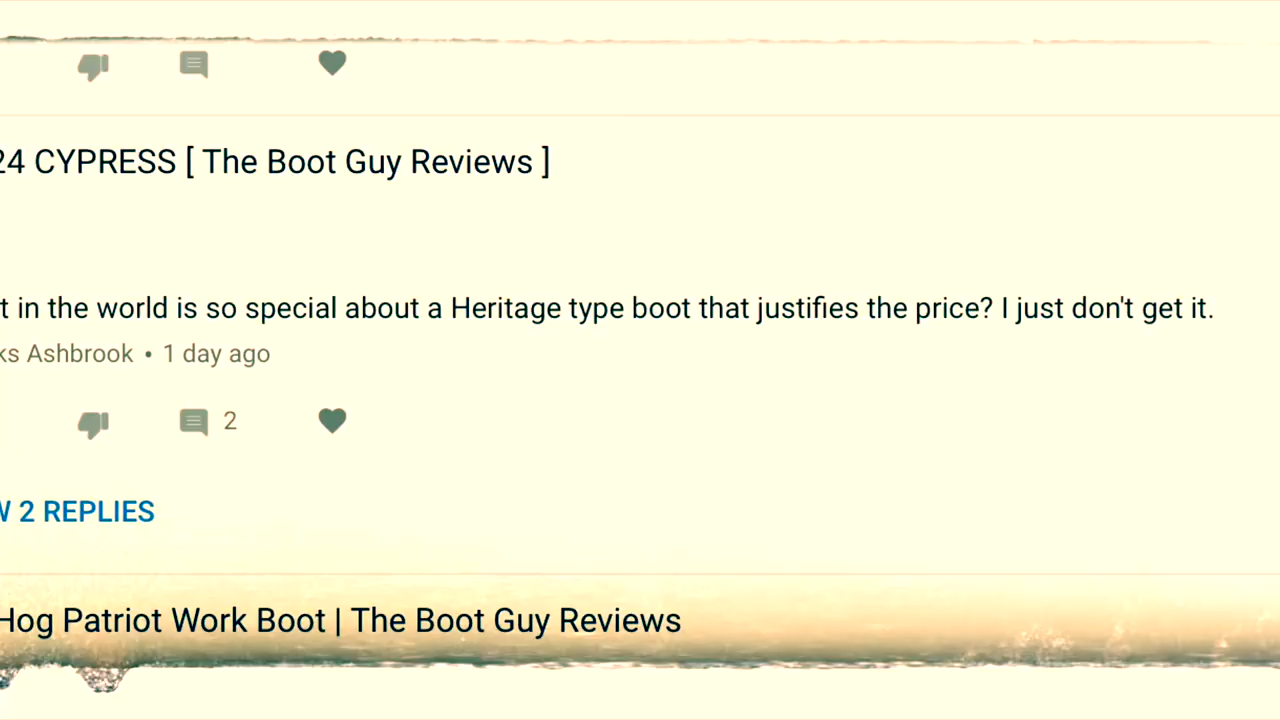 24 CYPRESS [ The Boot Guy Reviews ]
t in the world is so special about a Heritage type boot that justifies the price? I just don't get it.
ks Ashbrook • 1 day ago
2
W 2 REPLIES
Hog Patriot Work Boot | The Boot Guy Reviews